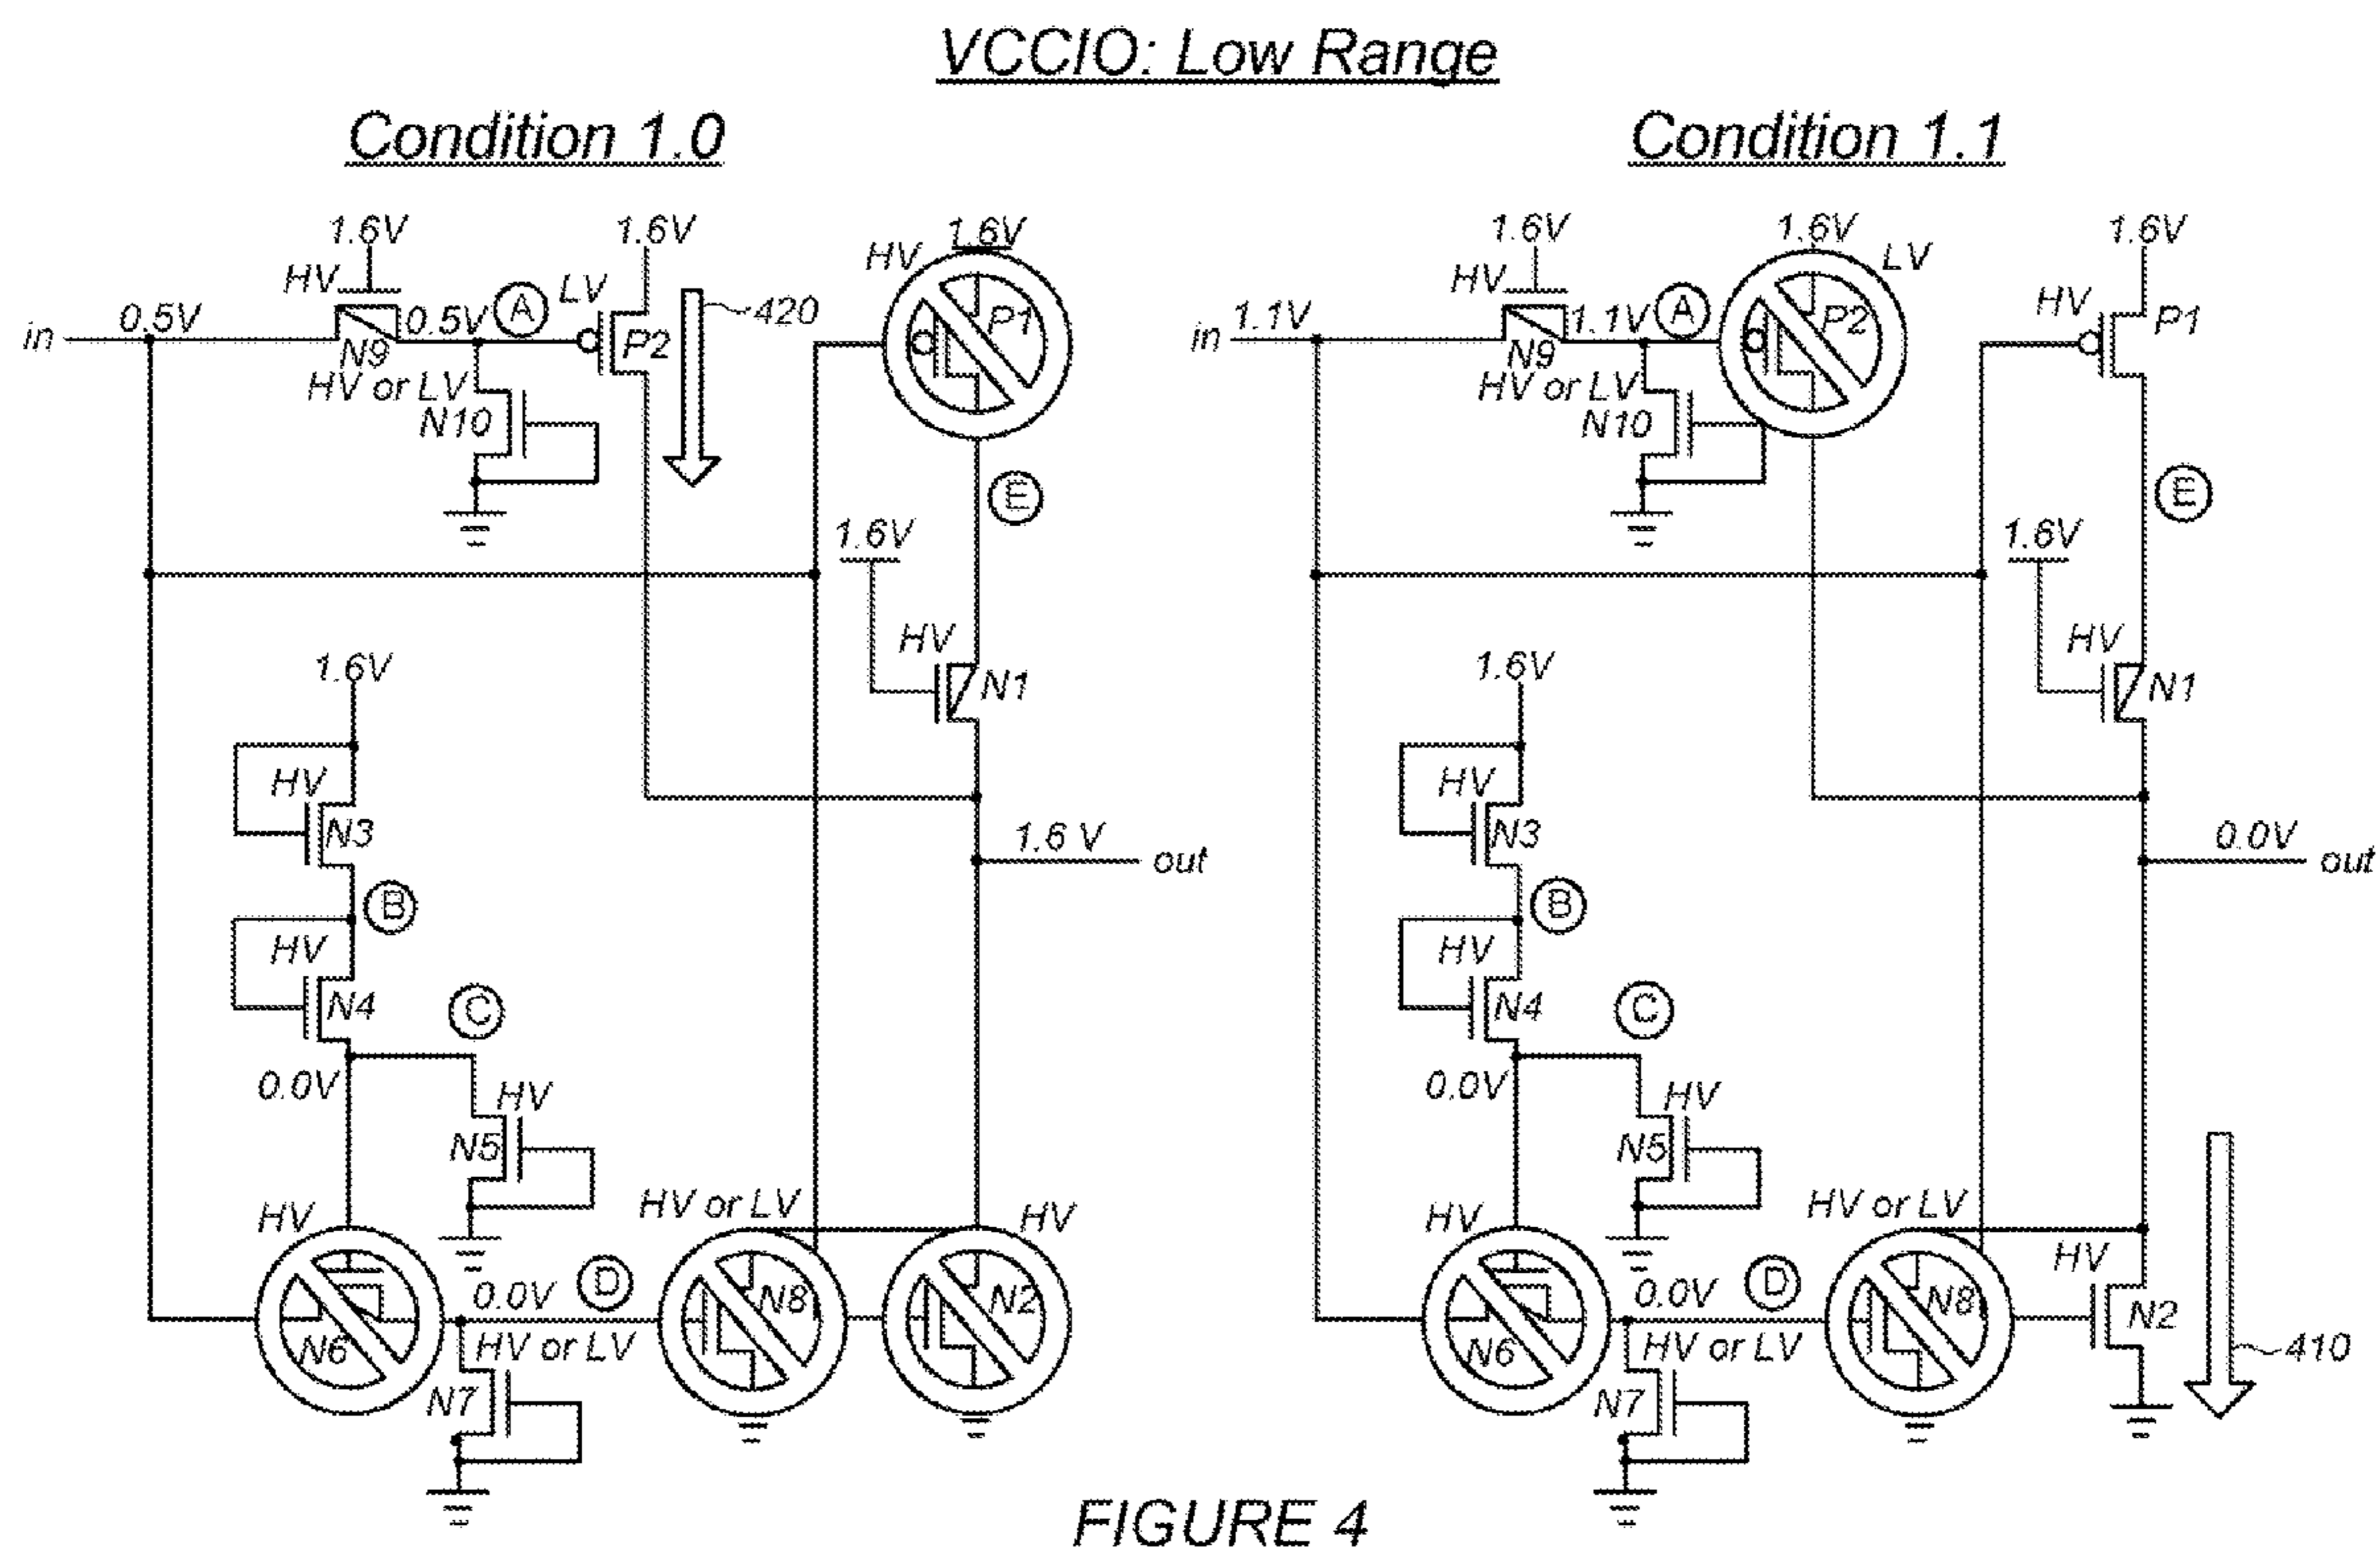 VCCIO: Low Range
Condition 1.0
1.6V
1.6V
1.6V
HV
HV
LV
in
0.5V
0.5V
A
P2
420
P1
N9
HV or LV
N10
E
1.6V
HV
N1
1.6V
HV
N3
1.6 V
out
B
HV
N4
C
0.0V
HV
N5
HV
HV or LV
HV
N6
0.0V
D
N8
N2
HV or LV
N7
Condition 1.1
1.6V
1.6V
1.6V
HV
LV
HV
in
1.1V
1.1V
A
P2
P1
N9
HV or LV
N10
E
1.6V
HV
N1
1.6V
HV
N3
0.0V
out
B
HV
N4
C
0.0V
HV
N5
HV
HV or LV
HV
N6
0.0V
D
N8
N2
HV or LV
410
N7
FIGURE 4